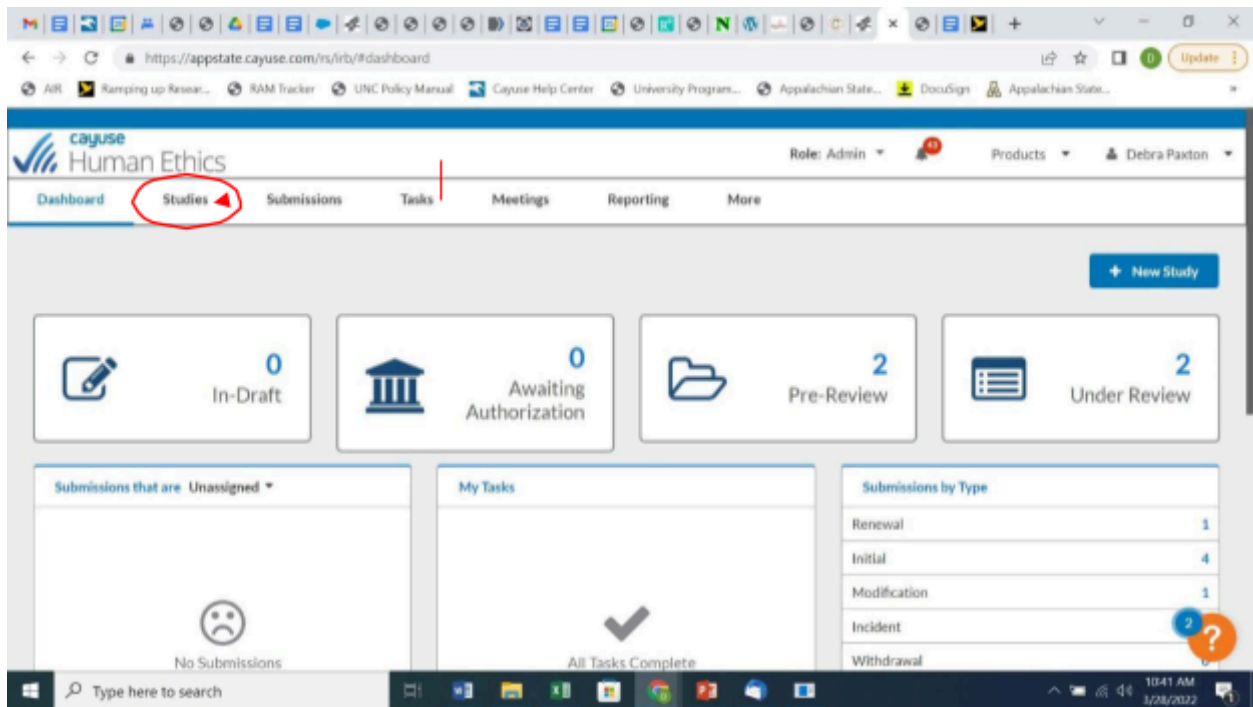 https://appstate.cayuse.com/rs/irb/#dashboard
Update
AIR Ramping up Resear... RAM Tracker UNC Policy Manual Cayuse Help Center University Program... Appalachian State... DocuSign Appalachian State...
cayuse
Human Ethics
Role: Admin 43 Products Debra Paxton
Dashboard Studies Submissions Tasks Meetings Reporting More
+ New Study
0
In-Draft
0
Awaiting
Authorization
2
Pre-Review
2
Under Review
Submissions that are Unassigned
My Tasks
Submissions by Type
Renewal 1
Initial 4
Modification 1
Incident
Withdrawal
No Submissions
All Tasks Complete
2
?
Type here to search
10:41 AM
3/28/2022